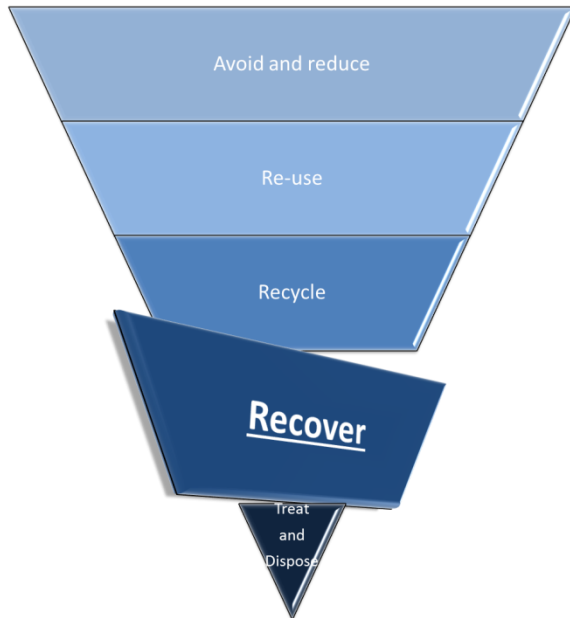 Avoid and reduce
Re-use
Recycle
Recover
Treat
and
Dispose